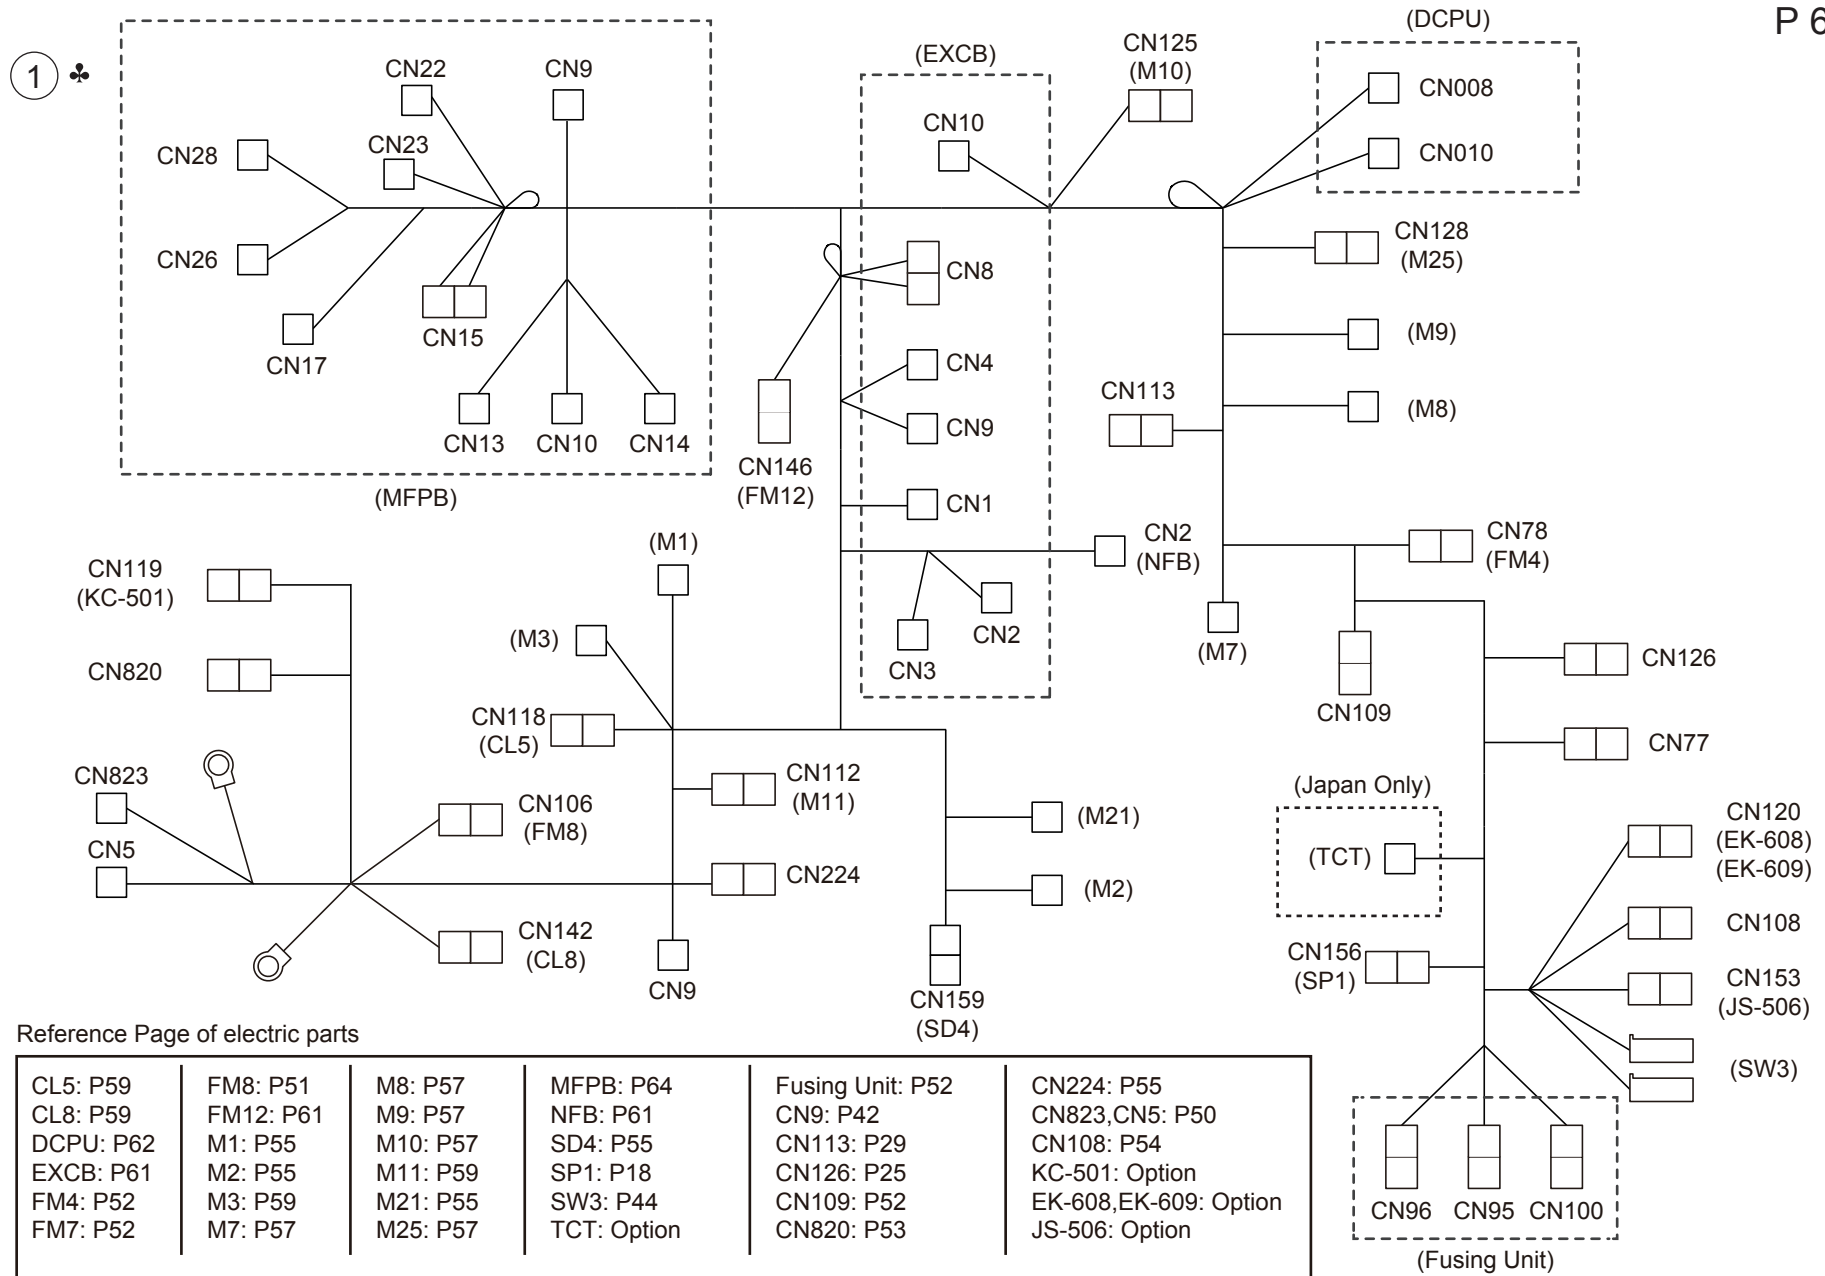 P 6
1 ♣
(DCPU)
(EXCB)
CN125
(M10)
CN22
CN9
CN008
CN10
CN23
CN28
CN010
CN128
(M25)
CN26
CN8
CN15
CN17
(M9)
CN4
CN113
(M8)
CN13
CN10
CN14
CN9
CN146
(FM12)
(MFPB)
CN1
CN2
(NFB)
CN78
(FM4)
(M1)
CN119
(KC-501)
(M3)
CN2
CN3
(M7)
CN126
CN820
CN109
CN118
(CL5)
CN77
CN823
CN112
(M11)
(Japan Only)
CN106
(FM8)
(M21)
CN120
(EK-608)
(EK-609)
CN5
(TCT)
CN224
(M2)
CN108
CN142
(CL8)
CN156
(SP1)
CN9
CN159
(SD4)
CN153
(JS-506)
(SW3)
CN96
CN95
CN100
(Fusing Unit)
Reference Page of electric parts
CL5: P59
CL8: P59
DCPU: P62
EXCB: P61
FM4: P52
FM7: P52
FM8: P51
FM12: P61
M1: P55
M2: P55
M3: P59
M7: P57
M8: P57
M9: P57
M10: P57
M11: P59
M21: P55
M25: P57
MFPB: P64
NFB: P61
SD4: P55
SP1: P18
SW3: P44
TCT: Option
Fusing Unit: P52
CN9: P42
CN113: P29
CN126: P25
CN109: P52
CN820: P53
CN224: P55
CN823,CN5: P50
CN108: P54
KC-501: Option
EK-608,EK-609: Option
JS-506: Option